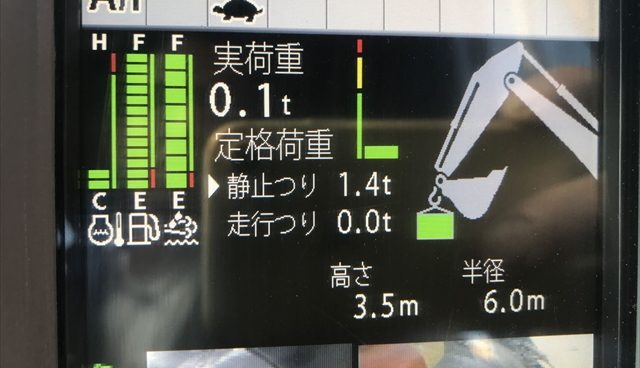 H F F
実荷重
0.1t
定格荷重
静止つり 1.4t
走行つり 0.0t
C E E
高さ 半径
3.5m 6.0m